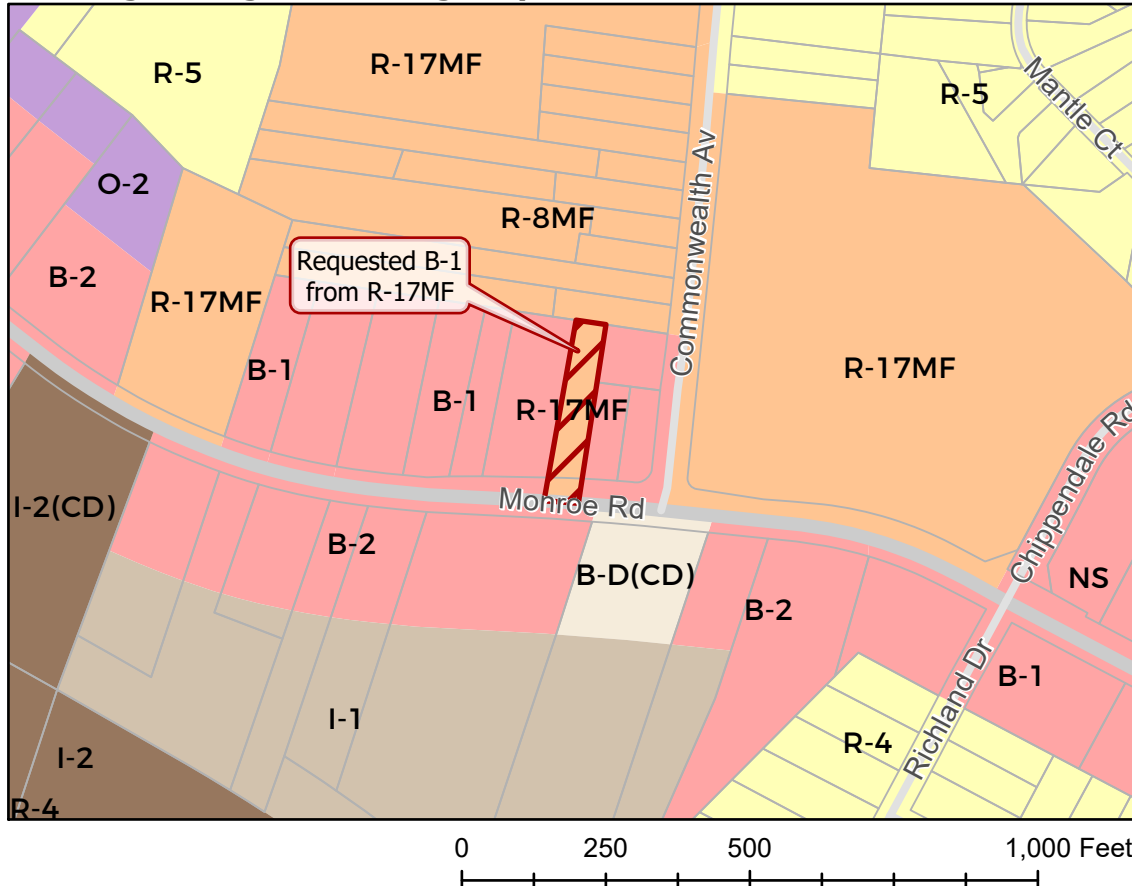 R-5
R-17MF
R-5
Mantle Ct
O-2
Commonwealth Av
R-8MF
Requested B-1
from R-17MF
B-2
R-17MF
B-1
B-1
R-17MF
R-17MF
Chippendale Rd
I-2(CD)
Monroe Rd
B-2
B-D(CD)
B-2
NS
B-1
Richland Dr
I-1
R-4
I-2
R-4
0 250 500 1,000 Feet